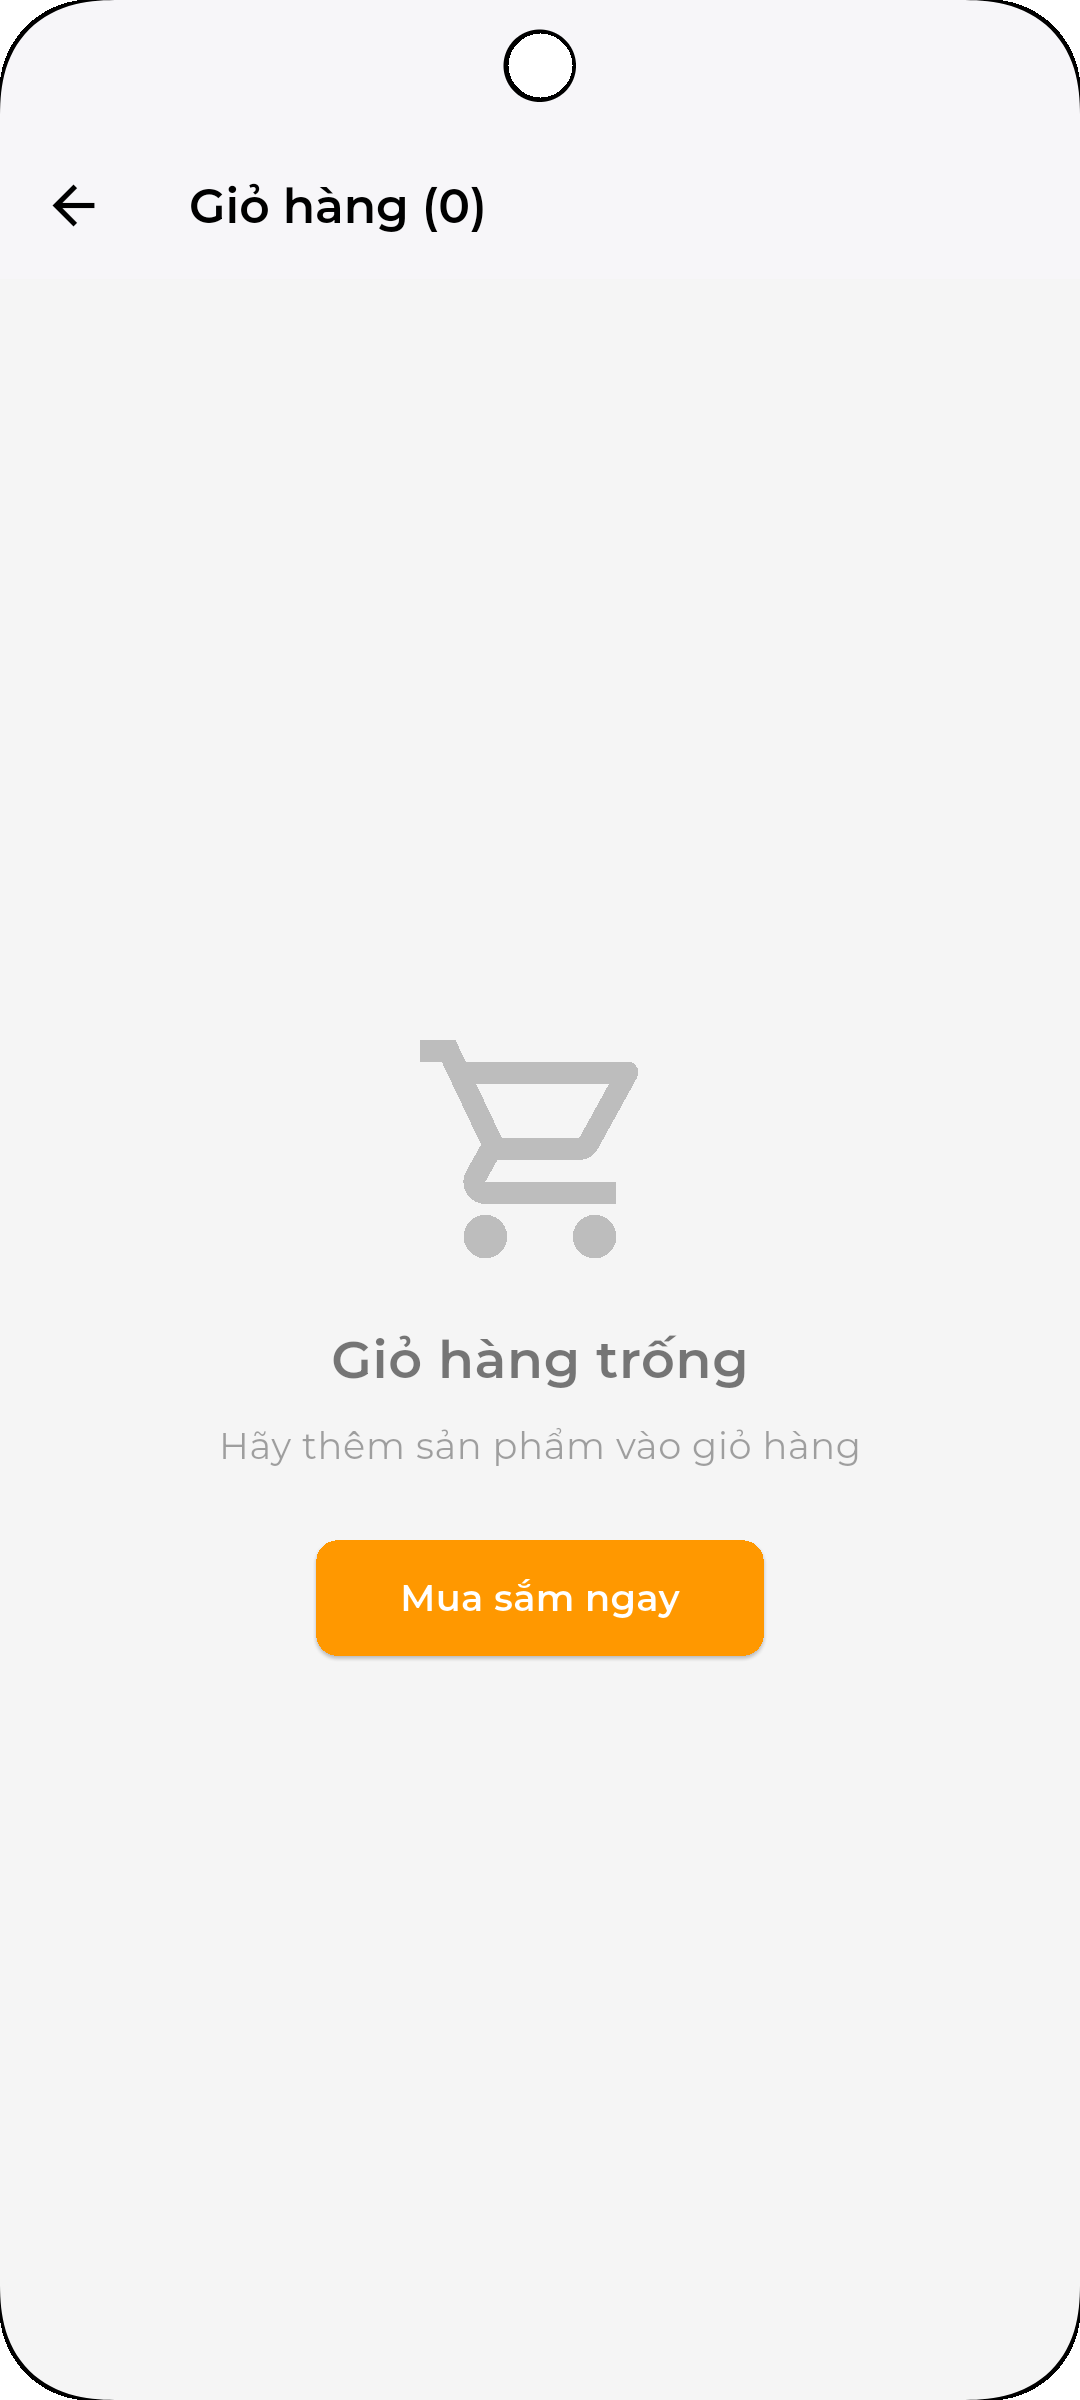 Giỏ hàng (0)
Giỏ hàng trống
Hãy thêm sản phẩm vào giỏ hàng
Mua sắm ngay